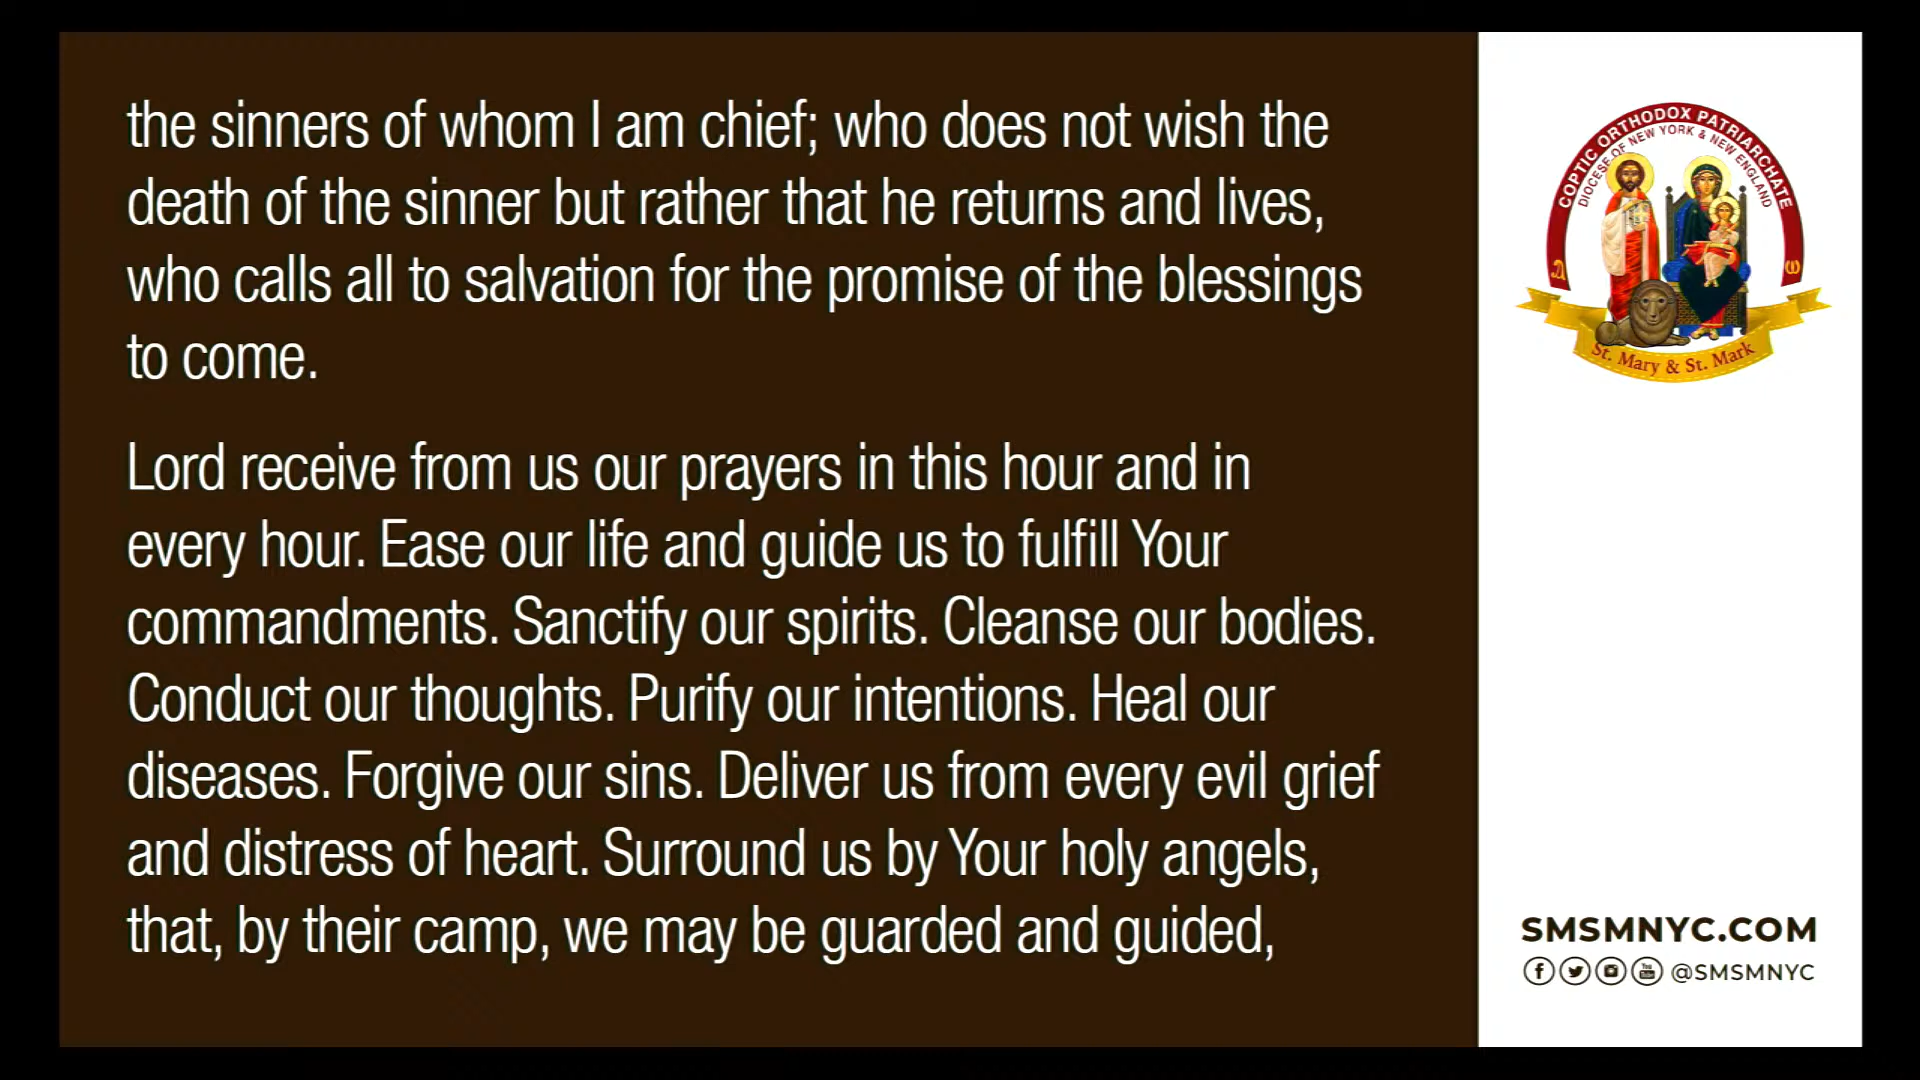 the sinners of whom I am chief; who does not wish the
death of the sinner but rather that he returns and lives,
who calls all to salvation for the promise of the blessings
to come.
Lord receive from us our prayers in this hour and in
every hour. Ease our life and guide us to fulfill Your
commandments. Sanctify our spirits. Cleanse our bodies.
Conduct our thoughts. Purify our intentions. Heal our
diseases. Forgive our sins. Deliver us from every evil grief
and distress of heart. Surround us by Your holy angels,
that, by their camp, we may be guarded and guided,
COPTIC ORTHODOX PATRIARCHATE
DIOCESE OF NEW YORK & NEW ENGLAND
St. Mary & St. Mark
SMSMNYC.COM
@SMSMNYC